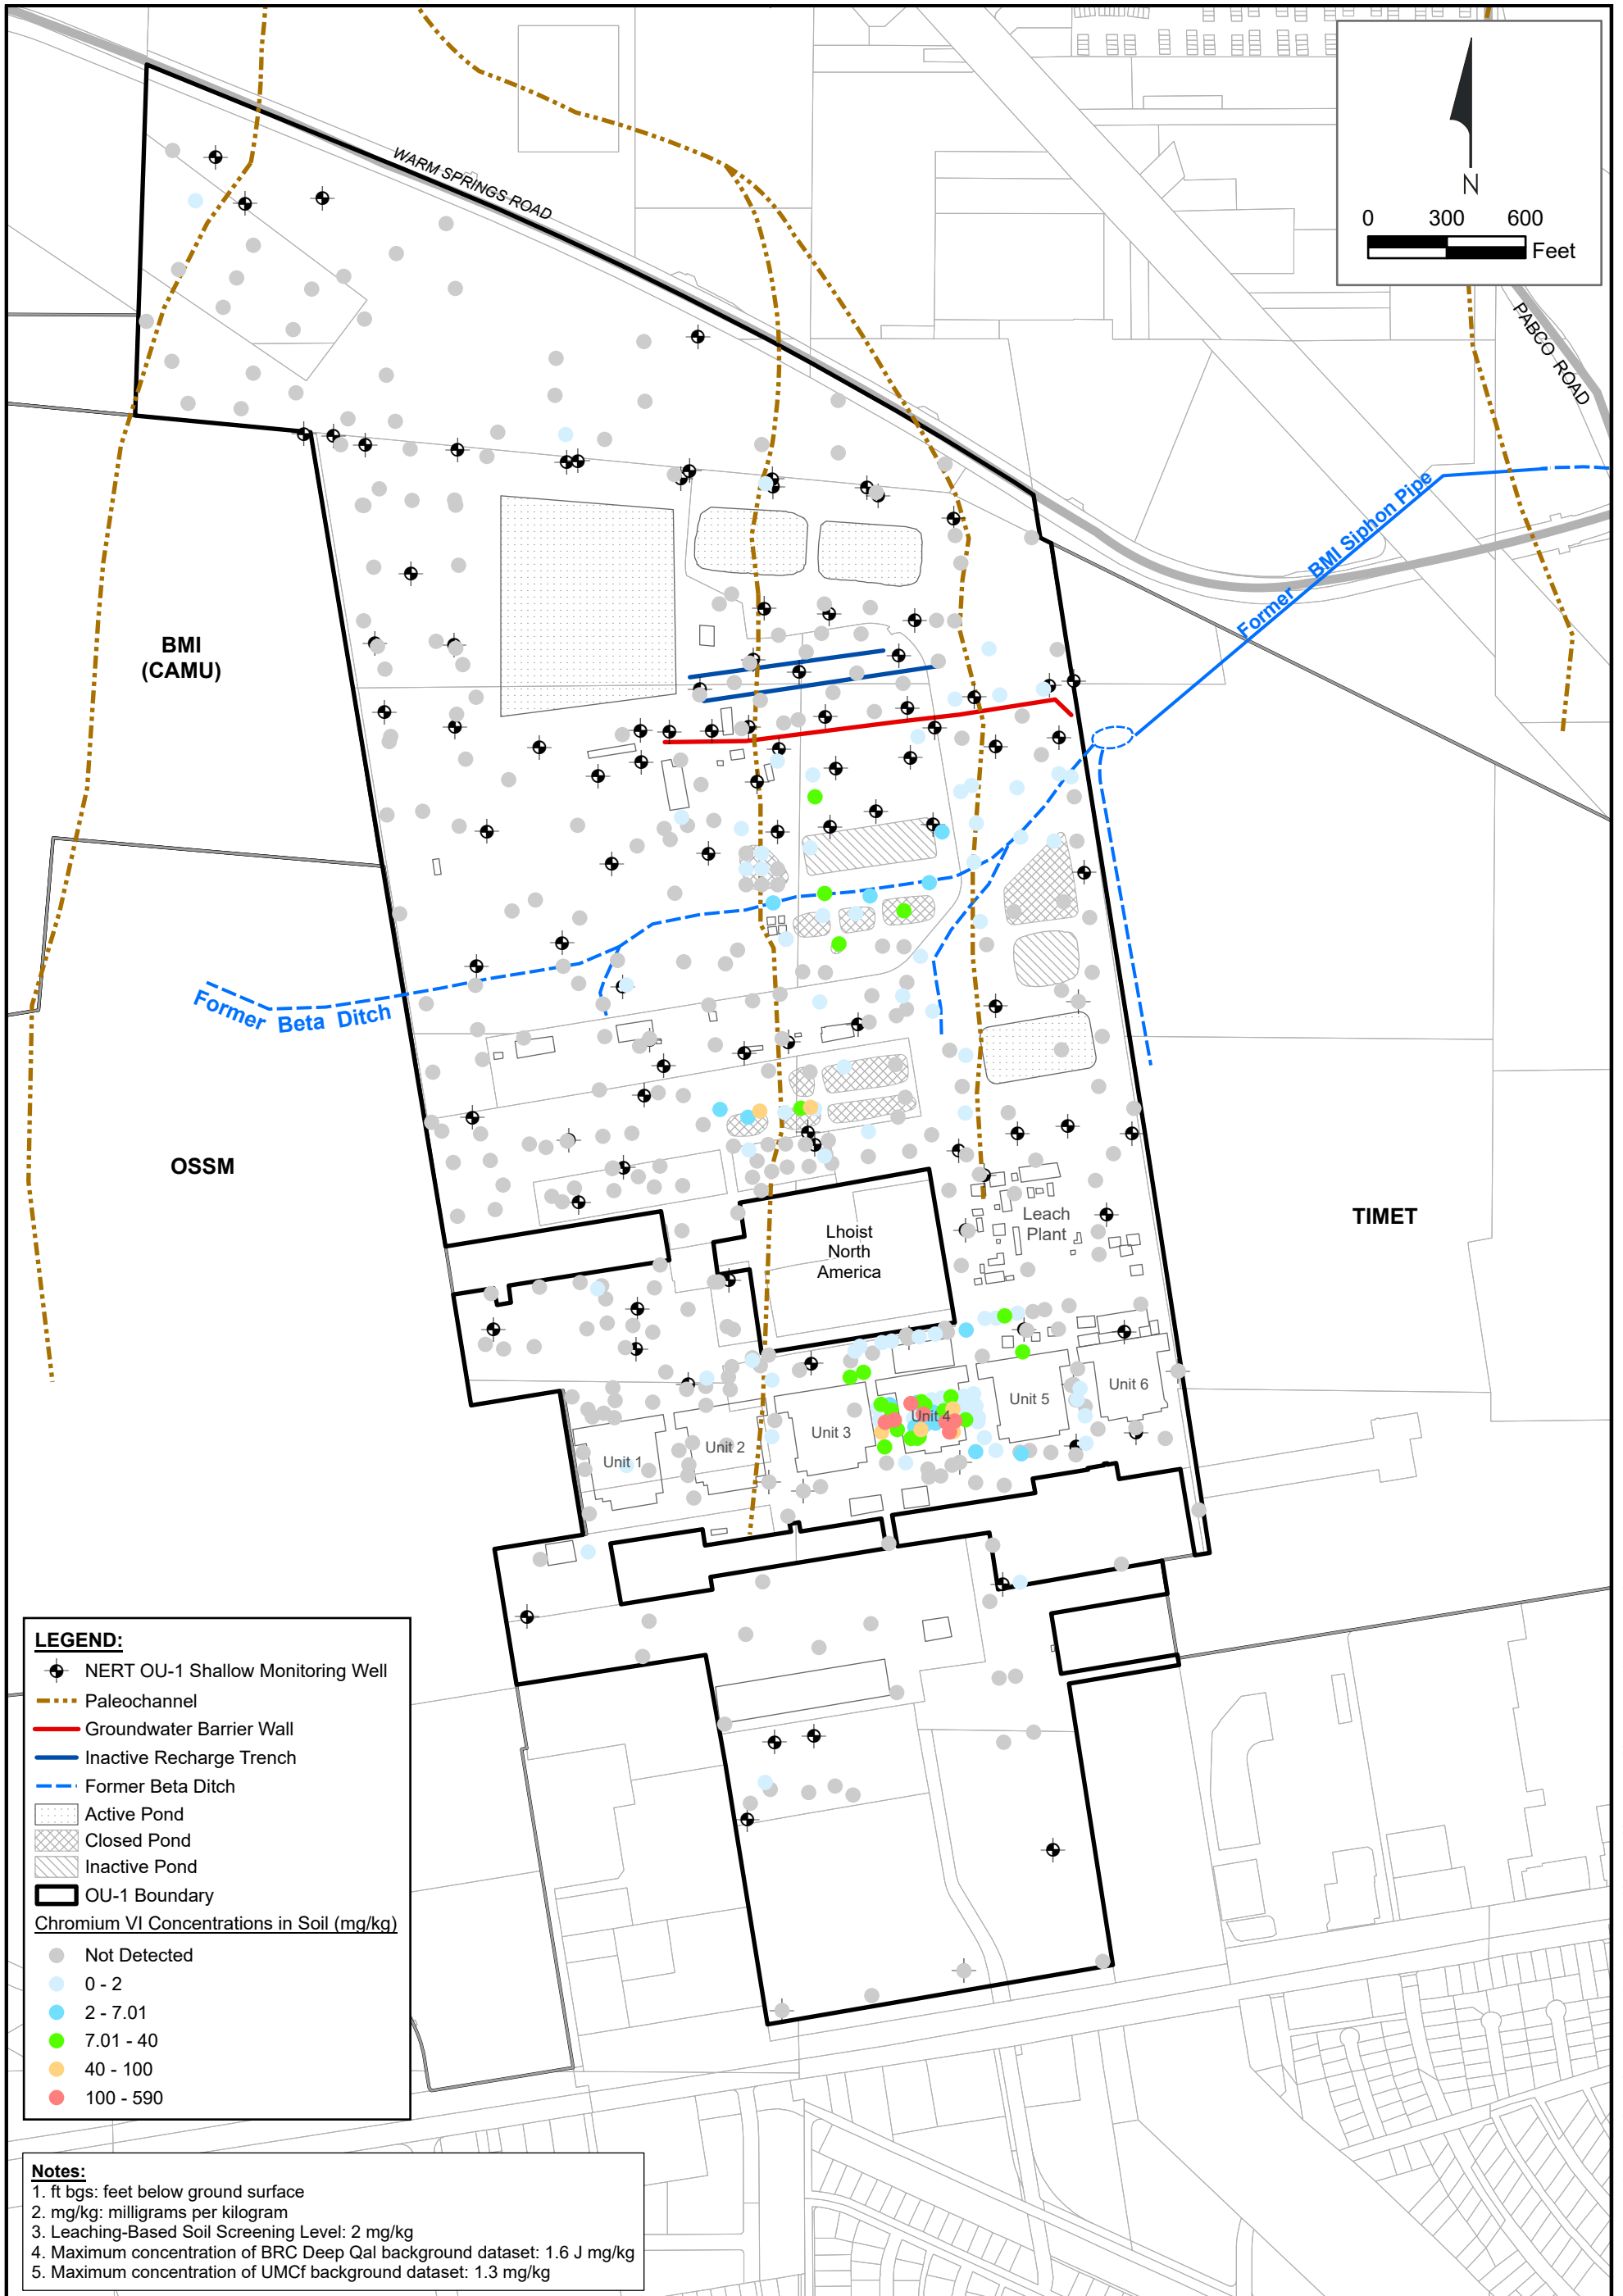 WARM SPRINGS ROAD
N
0 300 600
Feet
PABCO ROAD
Former BMI Siphon Pipe
BMI
(CAMU)
Former Beta Ditch
OSSM
TIMET
Lhoist
North
America
Leach
Plant
Unit 1
Unit 2
Unit 3
Unit 4
Unit 5
Unit 6
LEGEND:
NERT OU-1 Shallow Monitoring Well
Paleochannel
Groundwater Barrier Wall
Inactive Recharge Trench
Former Beta Ditch
Active Pond
Closed Pond
Inactive Pond
OU-1 Boundary
Chromium VI Concentrations in Soil (mg/kg)
Not Detected
0 - 2
2 - 7.01
7.01 - 40
40 - 100
100 - 590
Notes:
1. ft bgs: feet below ground surface
2. mg/kg: milligrams per kilogram
3. Leaching-Based Soil Screening Level: 2 mg/kg
4. Maximum concentration of BRC Deep Qal background dataset: 1.6 J mg/kg
5. Maximum concentration of UMCf background dataset: 1.3 mg/kg